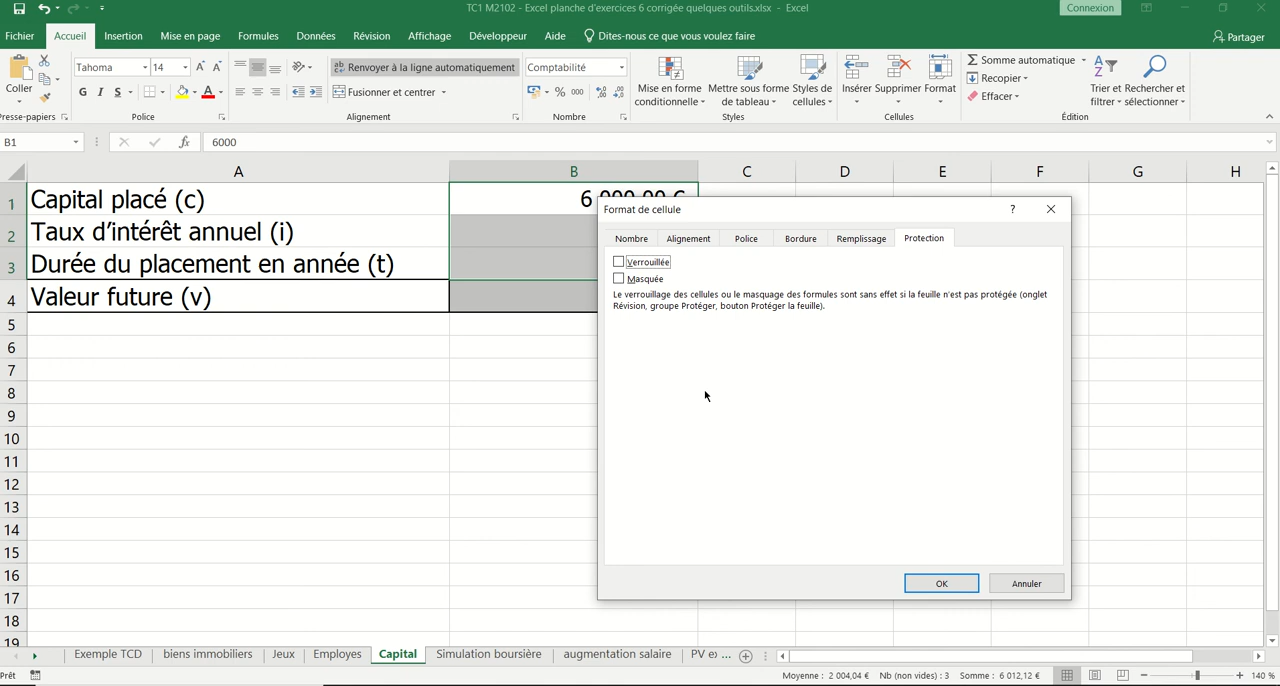 TC1 M2102 - Excel planche d'exercices 6 corrigée quelques outils.xlsx - Excel
Connexion
Fichier Accueil Insertion Mise en page Formules Données Révision Affichage Développeur Aide Dites-nous ce que vous voulez faire Partager
Coller
Tahoma 14
G I S
Renvoyer à la ligne automatiquement
Fusionner et centrer
Comptabilité
% 000
Mise en forme conditionnelle
Mettre sous forme de tableau
Styles de cellules
Insérer Supprimer Format
Somme automatique
Recopier
Effacer
Trier et filtrer
Rechercher et sélectionner
resse-papiers Police Alignement Nombre Styles Cellules Édition
B1 fx 6000
A B C D E F G H
1 Capital placé (c) 6 000,00 €
2 Taux d’intérêt annuel (i)
3 Durée du placement en année (t)
4 Valeur future (v)
5
6
7
8
9
10
11
12
13
14
15
16
17
18
19
Format de cellule ?
Nombre Alignement Police Bordure Remplissage Protection
Verrouillée
Masquée
Le verrouillage des cellules ou le masquage des formules sont sans effet si la feuille n'est pas protégée (onglet
Révision, groupe Protéger, bouton Protéger la feuille).
OK Annuler
Exemple TCD biens immobiliers Jeux Employes Capital Simulation boursière augmentation salaire PV ex ...
Prêt Moyenne : 2 004,04 € Nb (non vides) : 3 Somme : 6 012,12 € 140 %